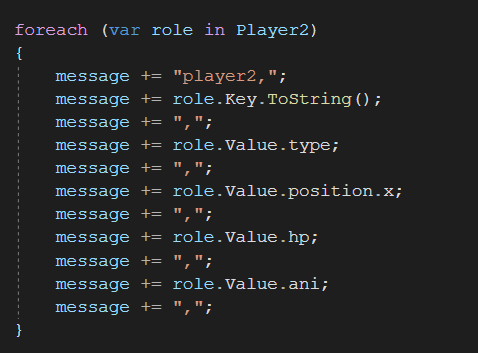 foreach (var role in Player2)
{
    message += "player2,";
    message += role.Key.ToString();
    message += ",";
    message += role.Value.type;
    message += ",";
    message += role.Value.position.x;
    message += ",";
    message += role.Value.hp;
    message += ",";
    message += role.Value.ani;
    message += ",";
}